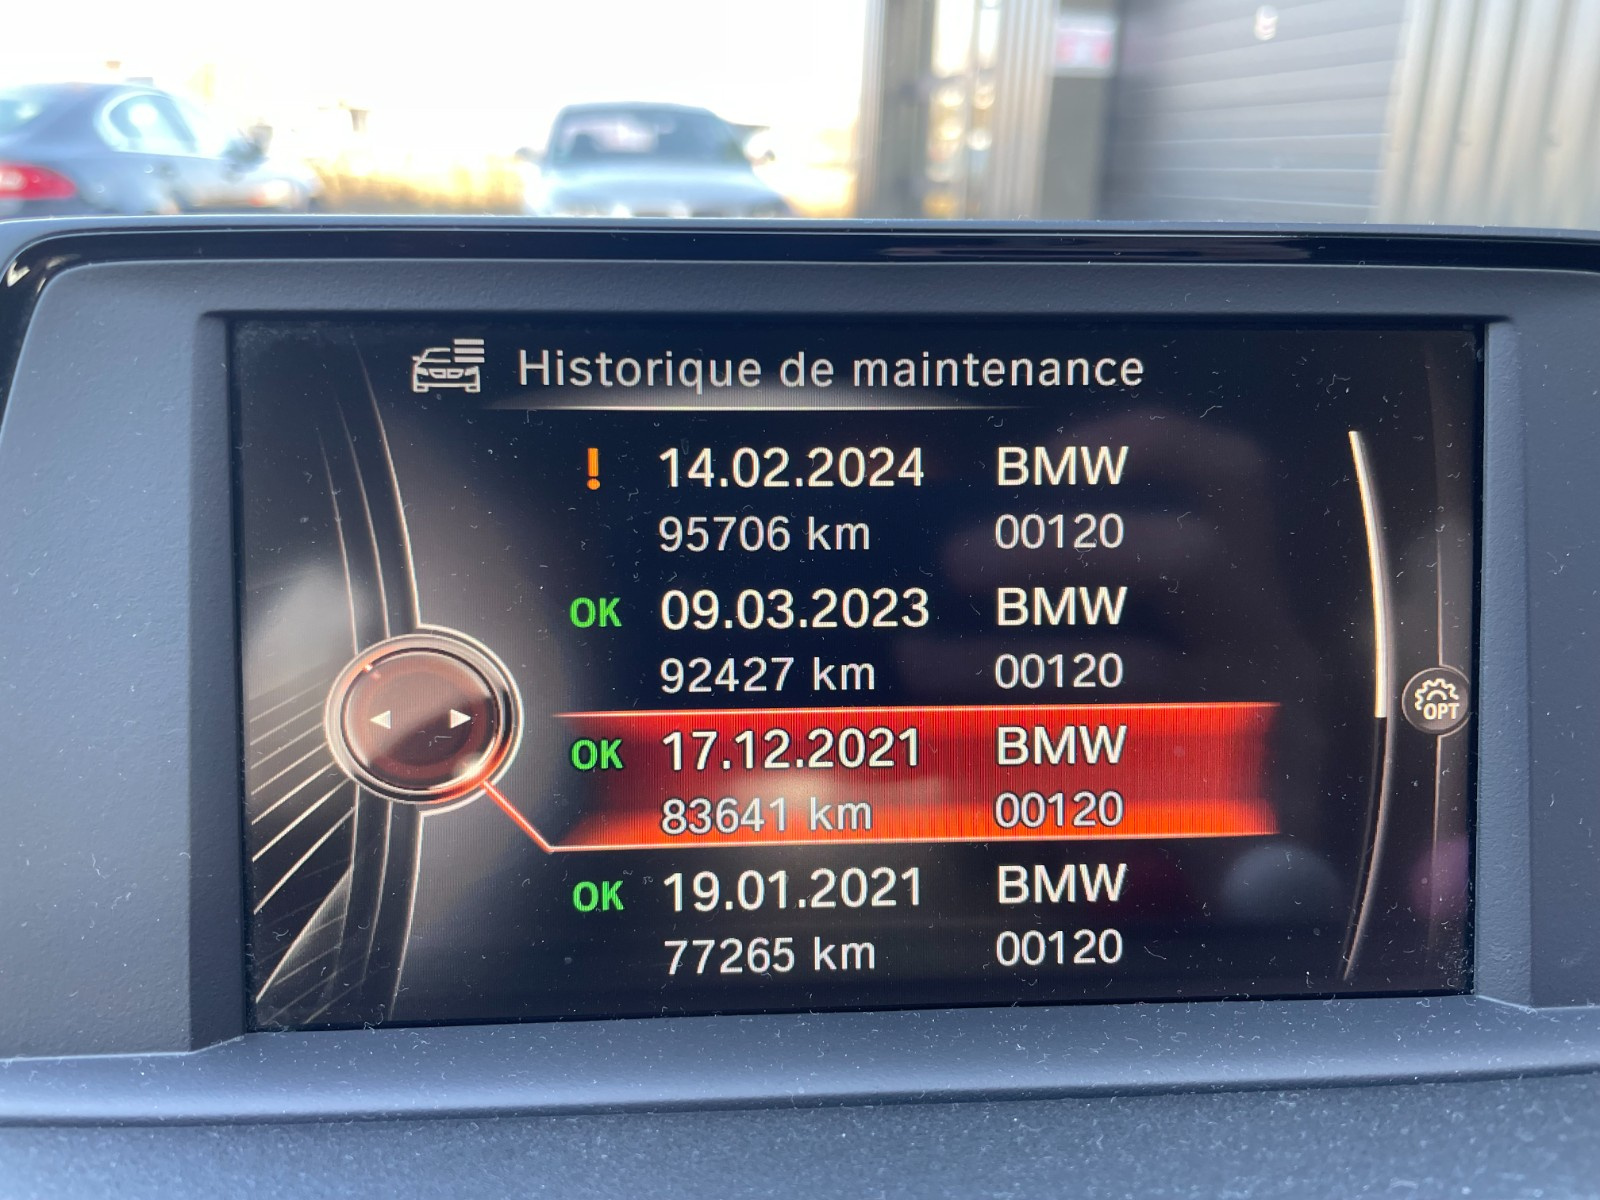 Historique de maintenance
! 14.02.2024 BMW
95706 km 00120
OK 09.03.2023 BMW
92427 km 00120
OK 17.12.2021 BMW
83641 km 00120
OPT
OK 19.01.2021 BMW
77265 km 00120